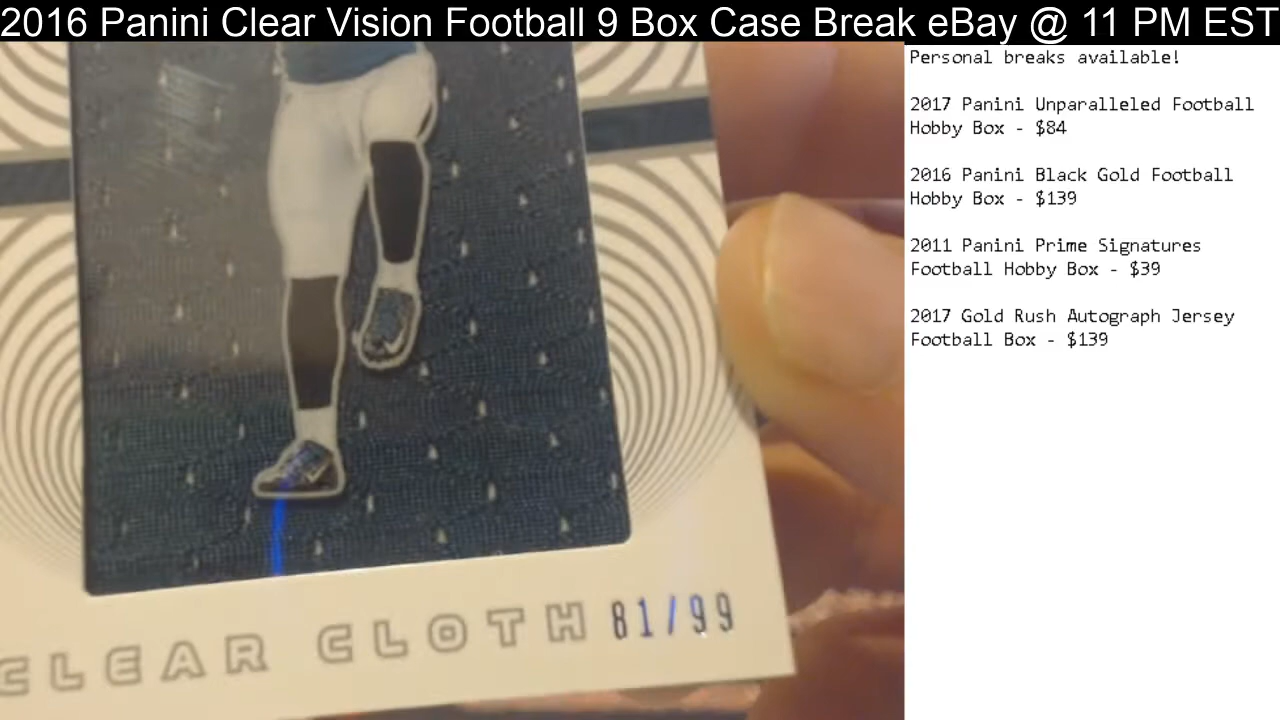 2016 Panini Clear Vision Football 9 Box Case Break eBay @ 11 PM EST
Personal breaks available!
2017 Panini Unparalleled Football
Hobby Box - $84
2016 Panini Black Gold Football
Hobby Box - $139
2011 Panini Prime Signatures
Football Hobby Box - $39
2017 Gold Rush Autograph Jersey
Football Box - $139
CLEAR CLOTH 81/99